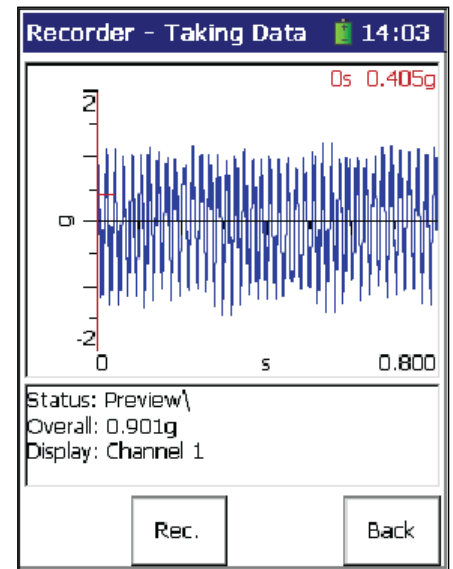 Recorder - Taking Data 14:03
0s 0.405g
2
g
-2
0 s 0.800
Status: Preview\
Overall: 0.901g
Display: Channel 1
Rec. Back